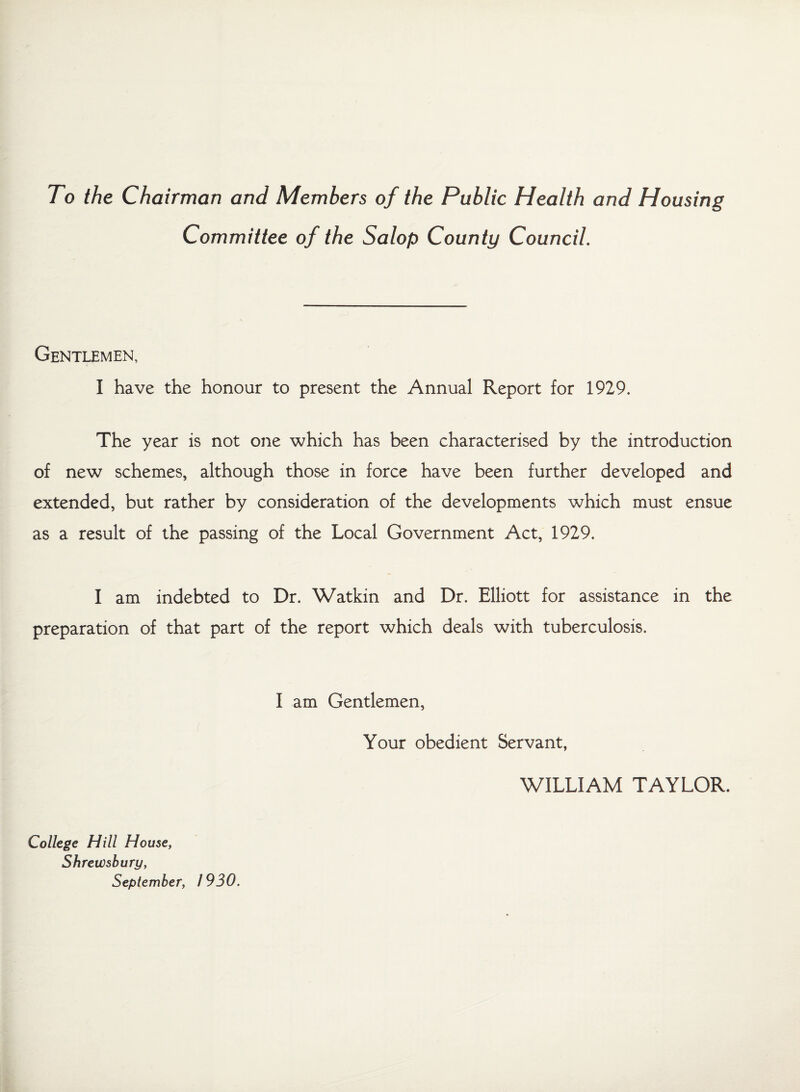 To the Chairman and Members of the Public Health and Housing
Committee of the Salop County Council.
GENTLEMEN,
I have the honour to present the Annual Report for 1929.
The year is not one which has been characterised by the introduction
of new schemes, although those in force have been further developed and
extended, but rather by consideration of the developments which must ensue
as a result of the passing of the Local Government Act, 1929.
I am indebted to Dr. Watkin and Dr. Elliott for assistance in the
preparation of that part of the report which deals with tuberculosis.
I am Gentlemen,
Your obedient Servant,
WILLIAM TAYLOR.
College Hill House,
Shrewsbury,
September, 1930.